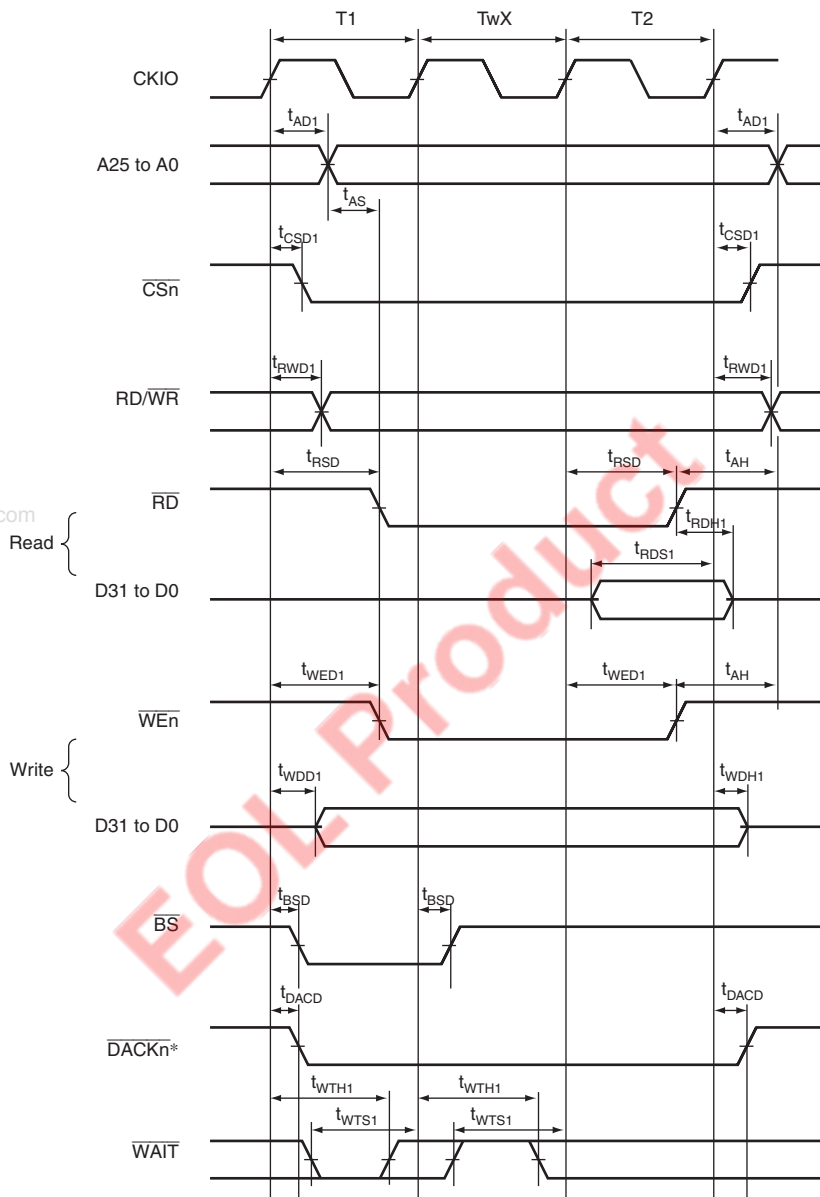 T1 TwX T2
CKIO
tAD1 tAD1
A25 to A0
tAS
tCSD1 tCSD1
CSn
tRWD1 tRWD1
RD/WR
tRSD tRSD tAH
RD
com
Read
tRDH1
tRDS1
D31 to D0
tWED1 tWED1 tAH
WEn
Write
tWDD1 tWDH1
D31 to D0
tBSD tBSD
BS
tDACD tDACD
DACKn*
tWTH1 tWTH1
tWTS1 tWTS1
WAIT
EOL Product